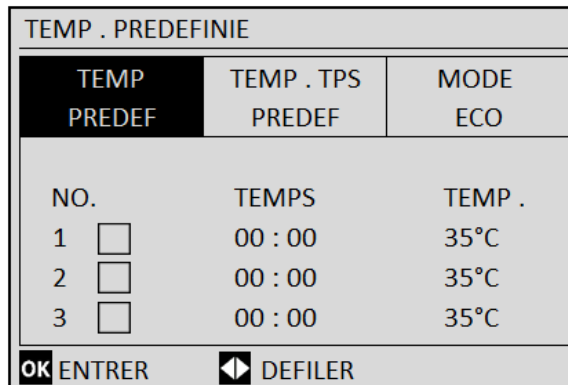 TEMP . PREDEFINIE
TEMP PREDEF TEMP . TPS PREDEF MODE ECO
NO. TEMPS TEMP .
1 00 : 00 35°C
2 00 : 00 35°C
3 00 : 00 35°C
OK ENTRER DEFILER